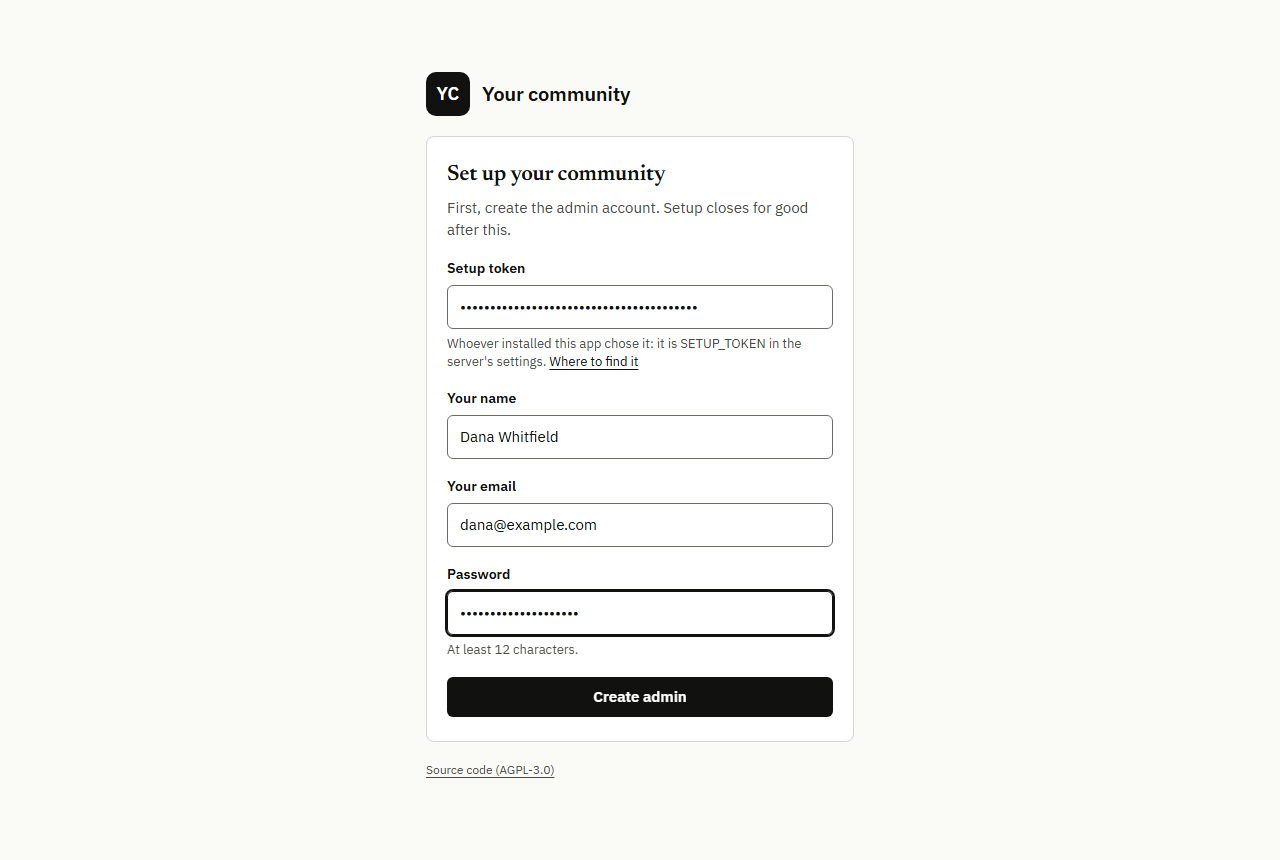 YC
Your community
Set up your community
First, create the admin account. Setup closes for good
after this.
Setup token
••••••••••••••••••••••••••••••••••••••••
Whoever installed this app chose it: it is SETUP_TOKEN in the
server's settings. Where to find it
Your name
Dana Whitfield
Your email
dana@example.com
Password
••••••••••••••••••••
At least 12 characters.
Create admin
Source code (AGPL-3.0)